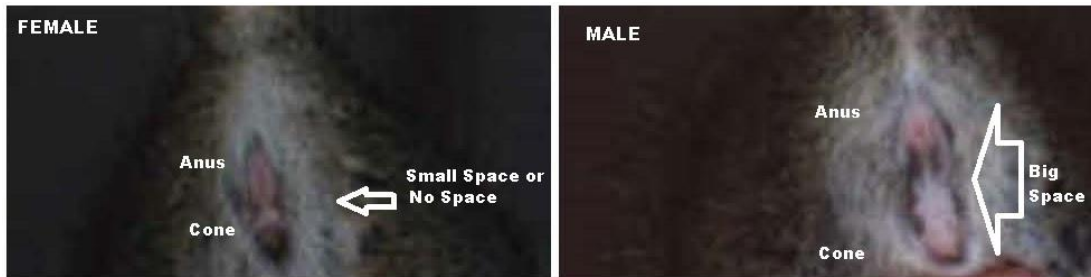 FEMALE
Anus
Cone
Small Space or
No Space
MALE
Anus
Cone
Big
Space